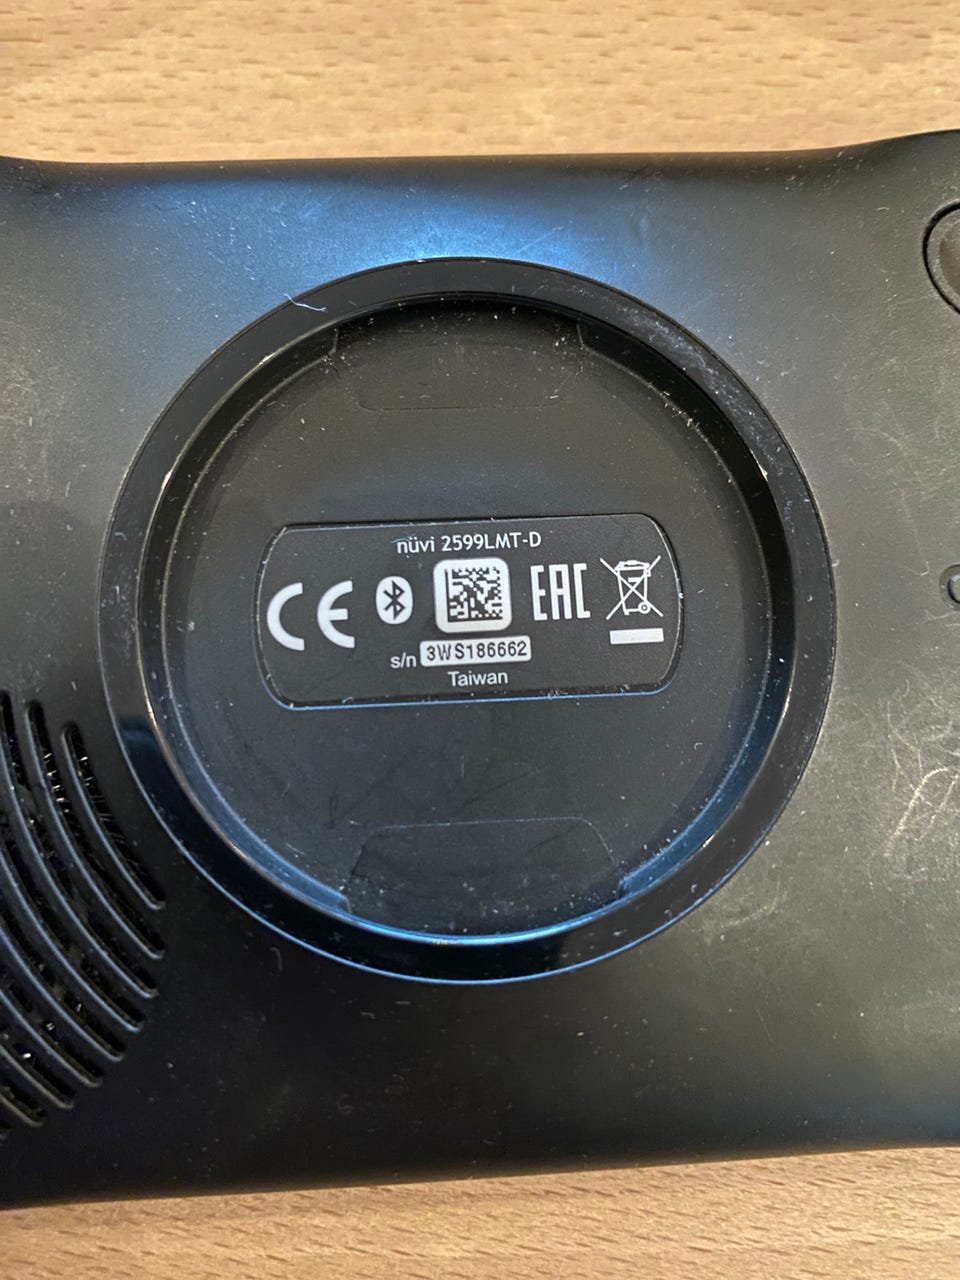 nüvi 2599LMT-D
CE EAC
s/n 3WS186662
Taiwan